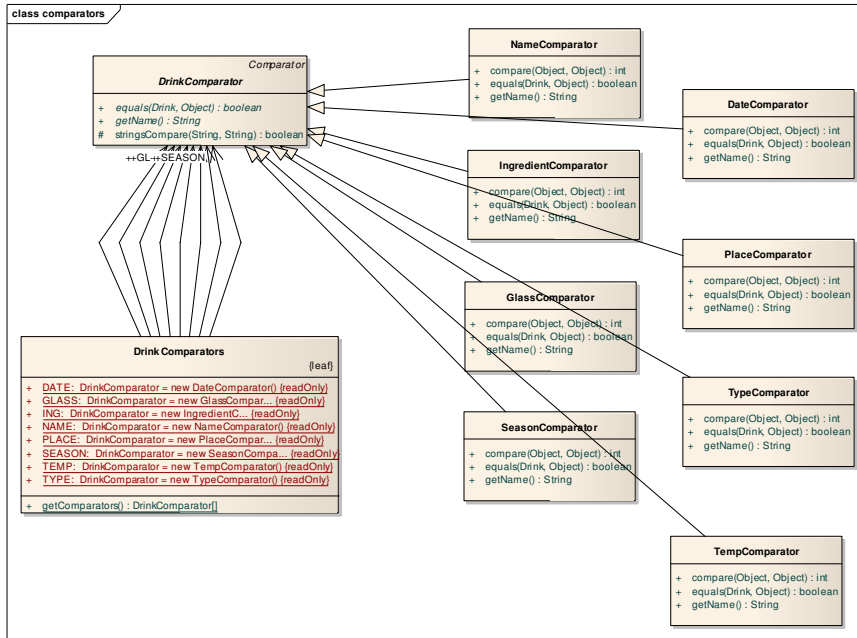 class comparators
Comparator
DrinkComparator
+ equals(Drink, Object) : boolean
+ getName() : String
# stringsCompare(String, String) : boolean
++GL++SEASON,
NameComparator
+ compare(Object, Object) : int
+ equals(Drink, Object) : boolean
+ getName() : String
DateComparator
+ compare(Object, Object) : int
+ equals(Drink, Object) : boolean
+ getName() : String
IngredientComparator
+ compare(Object, Object) : int
+ equals(Drink, Object) : boolean
+ getName() : String
PlaceComparator
+ compare(Object, Object) : int
+ equals(Drink, Object) : boolean
+ getName() : String
GlassComparator
+ compare(Object, Object) : int
+ equals(Drink, Object) : boolean
+ getName() : String
DrinkComparators
{leaf}
+ DATE: DrinkComparator = new DateComparator() {readOnly}
+ GLASS: DrinkComparator = new GlassCompar... {readOnly}
+ ING: DrinkComparator = new IngredientC... {readOnly}
+ NAME: DrinkComparator = new NameComparator() {readOnly}
+ PLACE: DrinkComparator = new PlaceCompar... {readOnly}
+ SEASON: DrinkComparator = new SeasonCompa... {readOnly}
+ TEMP: DrinkComparator = new TempComparator() {readOnly}
+ TYPE: DrinkComparator = new TypeComparator() {readOnly}
+ getComparators() : DrinkComparator[]
TypeComparator
+ compare(Object, Object) : int
+ equals(Drink, Object) : boolean
+ getName() : String
SeasonComparator
+ compare(Object, Object) : int
+ equals(Drink, Object) : boolean
+ getName() : String
TempComparator
+ compare(Object, Object) : int
+ equals(Drink, Object) : boolean
+ getName() : String